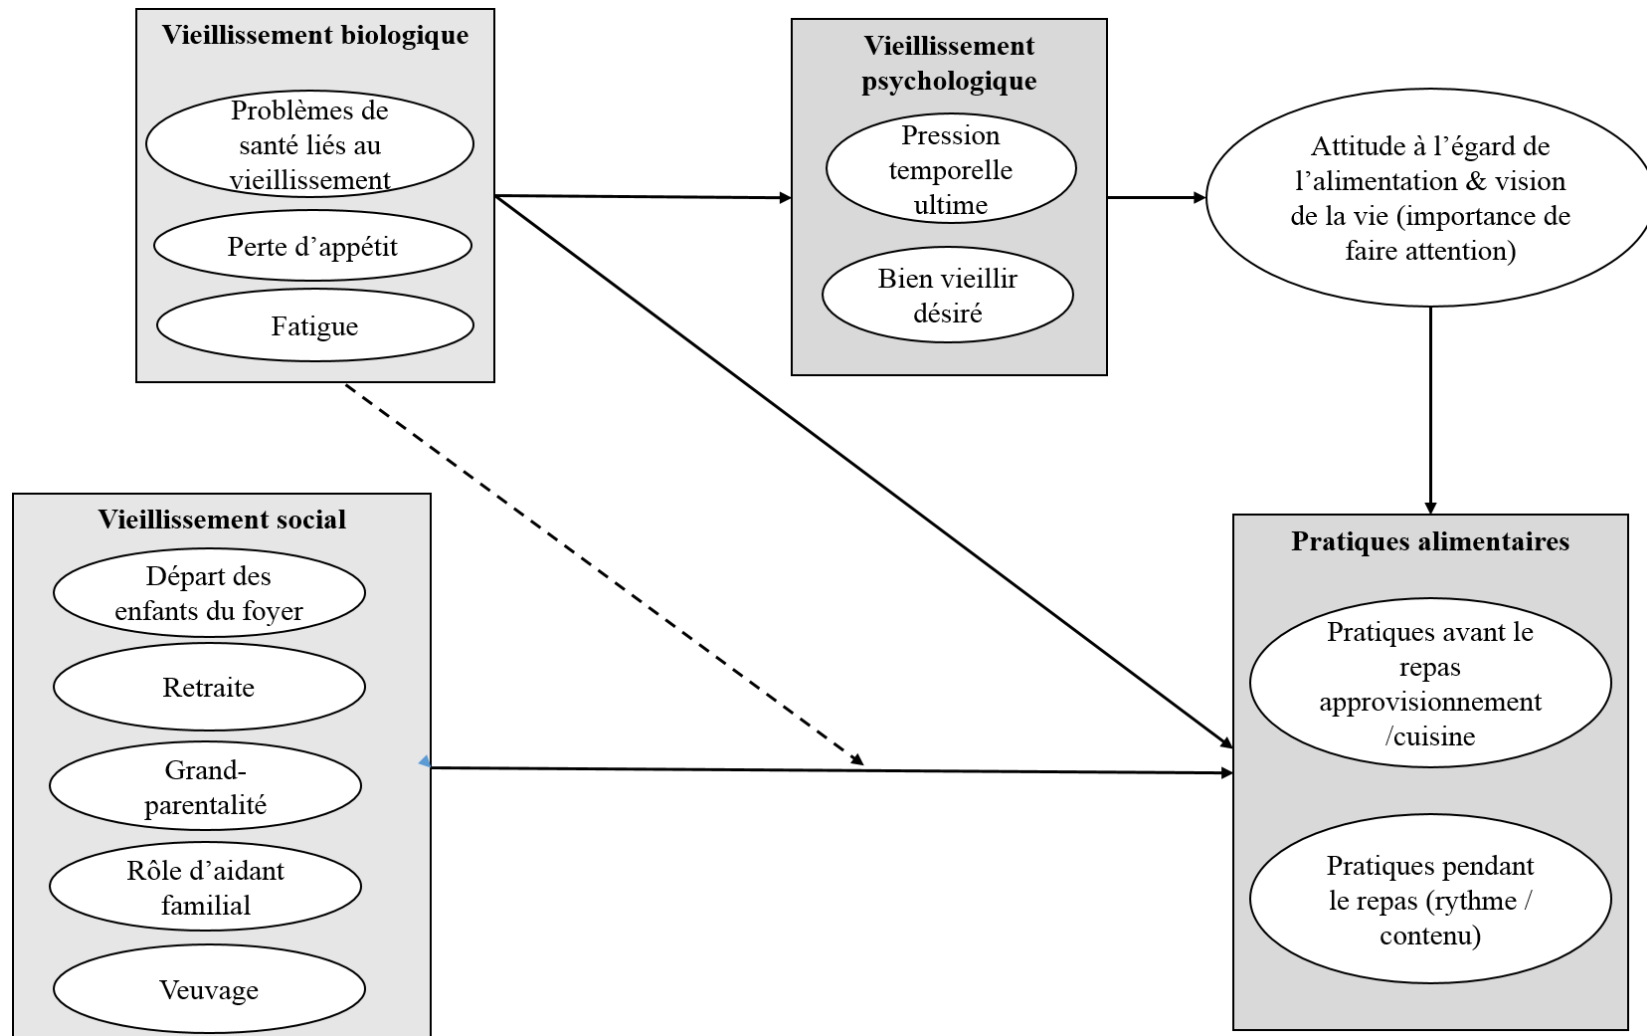 Vieillissement biologique
Problèmes de
santé liés au
vieillissement
Perte d’appétit
Fatigue
Vieillissement
psychologique
Pression
temporelle
ultime
Bien vieillir
désiré
Attitude à l’égard de
l’alimentation & vision
de la vie (importance de
faire attention)
Vieillissement social
Départ des
enfants du foyer
Retraite
Grand-
parentalité
Rôle d’aidant
familial
Veuvage
Pratiques alimentaires
Pratiques avant le
repas
approvisionnement
/cuisine
Pratiques pendant
le repas (rythme /
contenu)